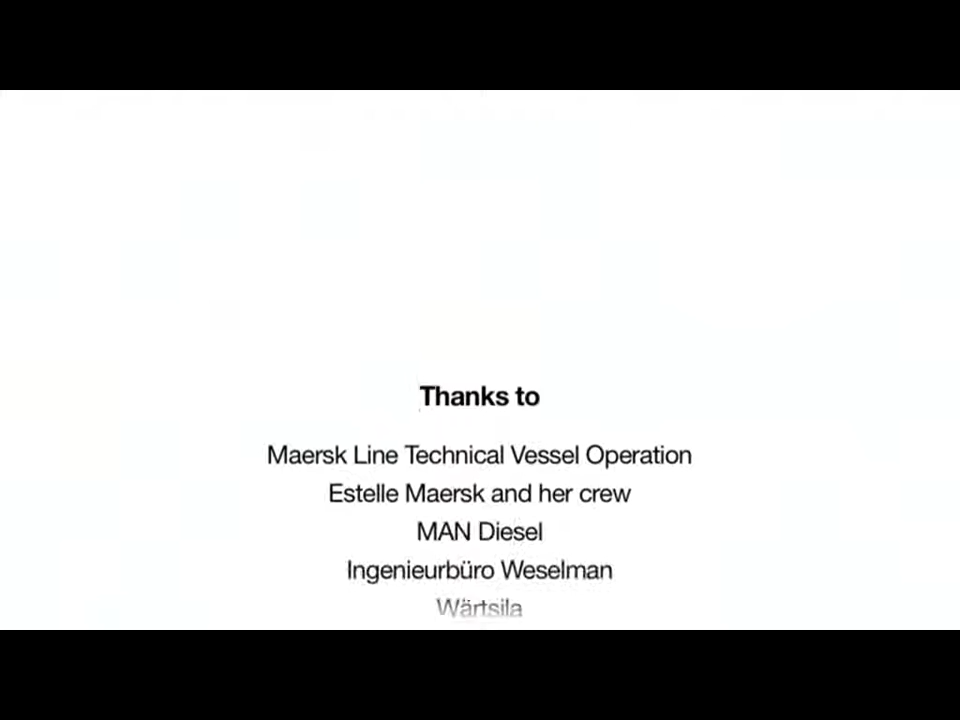 Thanks to
Maersk Line Technical Vessel Operation
Estelle Maersk and her crew
MAN Diesel
Ingenieurbüro Weselman
Wärtsila